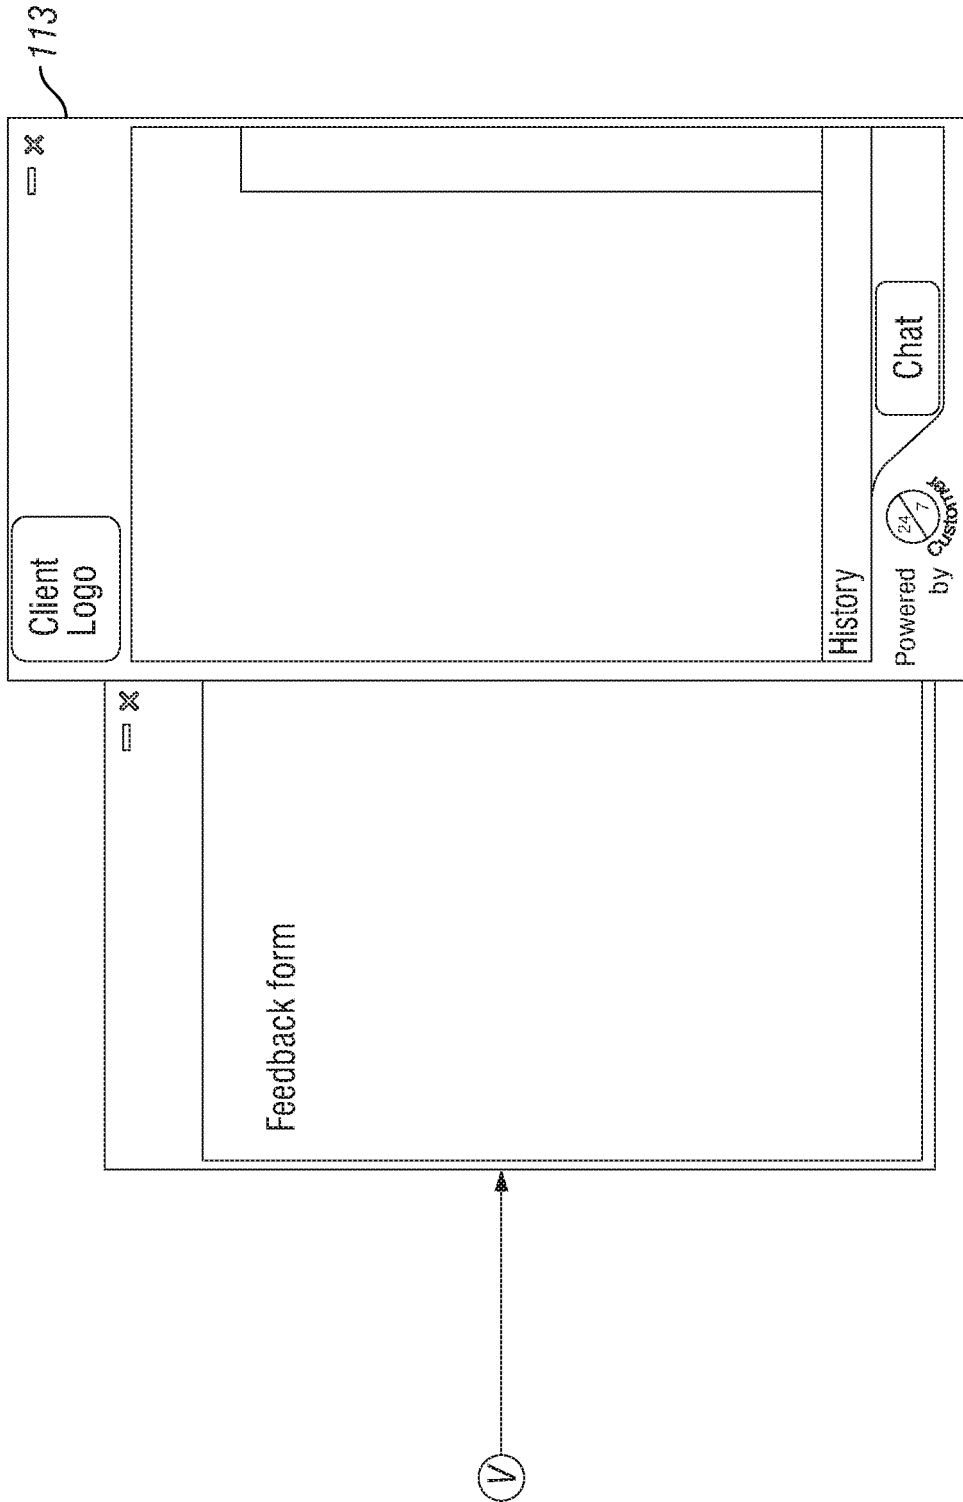 113
Client
Logo
History
Chat
Powered
by
24
7
Customer
Feedback form
V